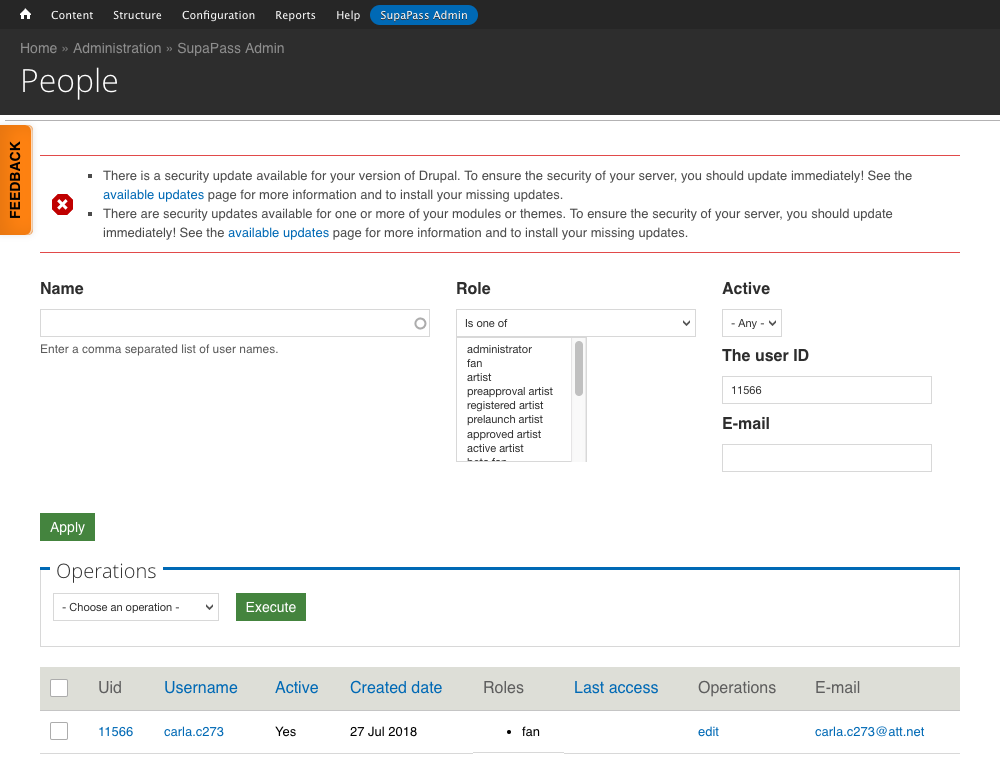 Content Structure Configuration Reports Help SupaPass Admin
Home » Administration » SupaPass Admin
People
FEEDBACK
There is a security update available for your version of Drupal. To ensure the security of your server, you should update immediately! See the
available updates page for more information and to install your missing updates.
There are security updates available for one or more of your modules or themes. To ensure the security of your server, you should update
immediately! See the available updates page for more information and to install your missing updates.
Name
Enter a comma separated list of user names.
Role
Is one of
administrator
fan
artist
preapproval artist
registered artist
prelaunch artist
approved artist
active artist
Active
- Any -
The user ID
11566
E-mail
Apply
Operations
- Choose an operation - Execute
Uid Username Active Created date Roles Last access Operations E-mail
11566 carla.c273 Yes 27 Jul 2018 • fan edit carla.c273@att.net